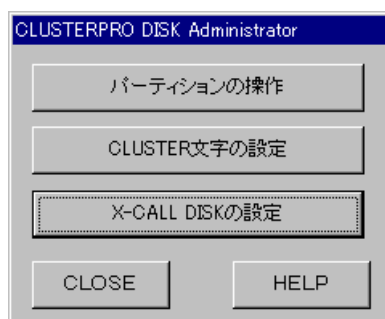 CLUSTERPRO DISK Administrator
パーティションの操作
CLUSTER文字の設定
X-CALL DISKの設定
CLOSE HELP